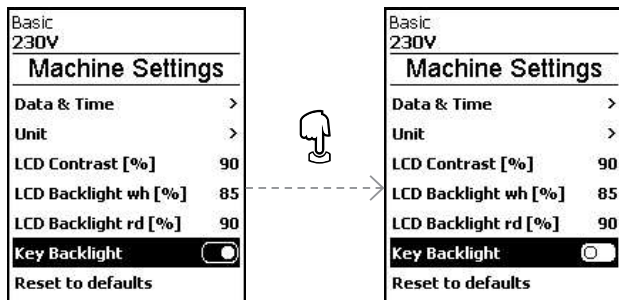 Basic
230V
Machine Settings
Data & Time >
Unit >
LCD Contrast [%] 90
LCD Backlight wh [%] 85
LCD Backlight rd [%] 90
Key Backlight
Reset to defaults
Basic
230V
Machine Settings
Data & Time >
Unit >
LCD Contrast [%] 90
LCD Backlight wh [%] 85
LCD Backlight rd [%] 90
Key Backlight
Reset to defaults